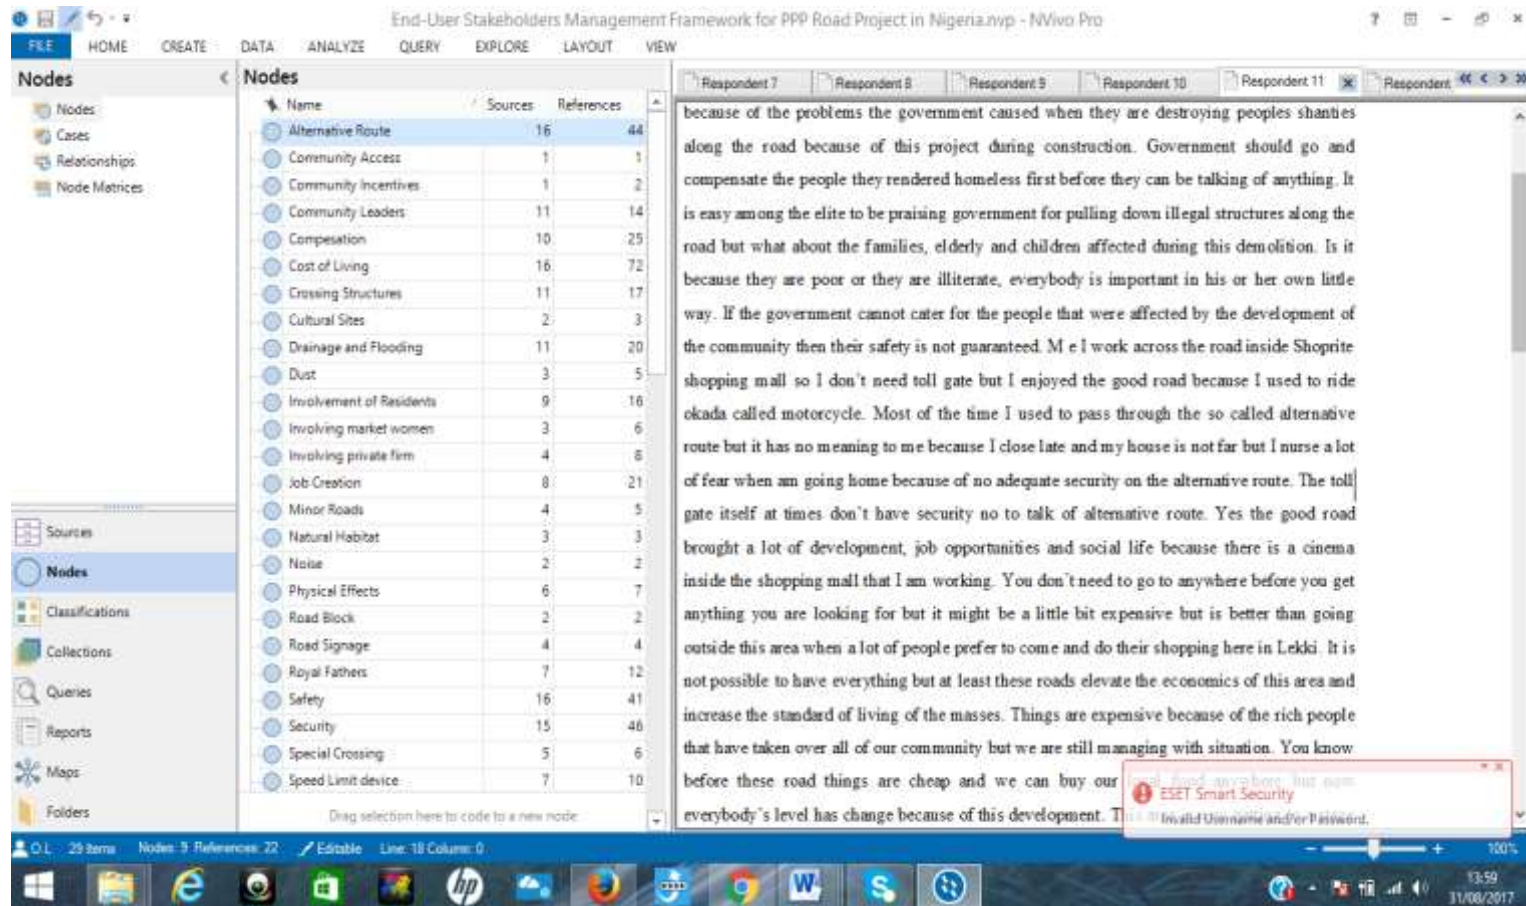 End-User Stakeholders Management Framework for PPP Road Project in Nigeria.nvp - NVivo Pro
FILE HOME CREATE DATA ANALYZE QUERY EXPLORE LAYOUT VIEW
Nodes
Nodes
Cases
Relationships
Node Matrices
Sources
Nodes
Classifications
Collections
Queries
Reports
Maps
Folders
Nodes
Name Sources References
Alternative Route 16 44
Community Access 1 1
Community Incentives 1 2
Community Leaders 11 14
Compesation 10 25
Cost of Living 16 72
Crossing Structures 11 17
Cultural Sites 2 3
Drainage and Flooding 11 20
Dust 3 5
Involvement of Residents 9 16
Involving market women 3 6
Involving private firm 4 8
Job Creation 8 21
Minor Roads 4 5
Natural Habitat 3 3
Noise 2 2
Physical Effects 6 7
Road Block 2 2
Road Signage 4 4
Royal Fathers 7 12
Safety 16 41
Security 15 46
Special Crossing 5 6
Speed Limit device 7 10
Drag selection here to code to a new node
Respondent 7 Respondent 8 Respondent 9 Respondent 10 Respondent 11 Respondent
because of the problems the government caused when they are destroying peoples shanties
along the road because of this project during construction. Government should go and
compensate the people they rendered homeless first before they can be talking of anything. It
is easy among the elite to be praising government for pulling down illegal structures along the
road but what about the families, elderly and children affected during this demolition. Is it
because they are poor or they are illiterate, everybody is important in his or her own little
way. If the government cannot cater for the people that were affected by the development of
the community then their safety is not guaranteed. M e I work across the road inside Shoprite
shopping mall so I don't need toll gate but I enjoyed the good road because I used to ride
okada called motorcycle. Most of the time I used to pass through the so called alternative
route but it has no meaning to me because I close late and my house is not far but I nurse a lot
of fear when am going home because of no adequate security on the alternative route. The toll
gate itself at times don't have security no to talk of alternative route. Yes the good road
brought a lot of development, job opportunities and social life because there is a cinema
inside the shopping mall that I am working. You don't need to go to anywhere before you get
anything you are looking for but it might be a little bit expensive but is better than going
outside this area when a lot of people prefer to come and do their shopping here in Lekki. It is
not possible to have everything but at least these roads elevate the economics of this area and
increase the standard of living of the masses. Things are expensive because of the rich people
that have taken over all of our community but we are still managing with situation. You know
before these road things are cheap and we can buy our local food anywhere but now
everybody's level has change because of this development.
ESET Smart Security
Invalid Username and/or Password.
O.L 29 Items Nodes: 9 References: 22 Editable Line: 18 Column: 0 100%
13:59
31/08/2017